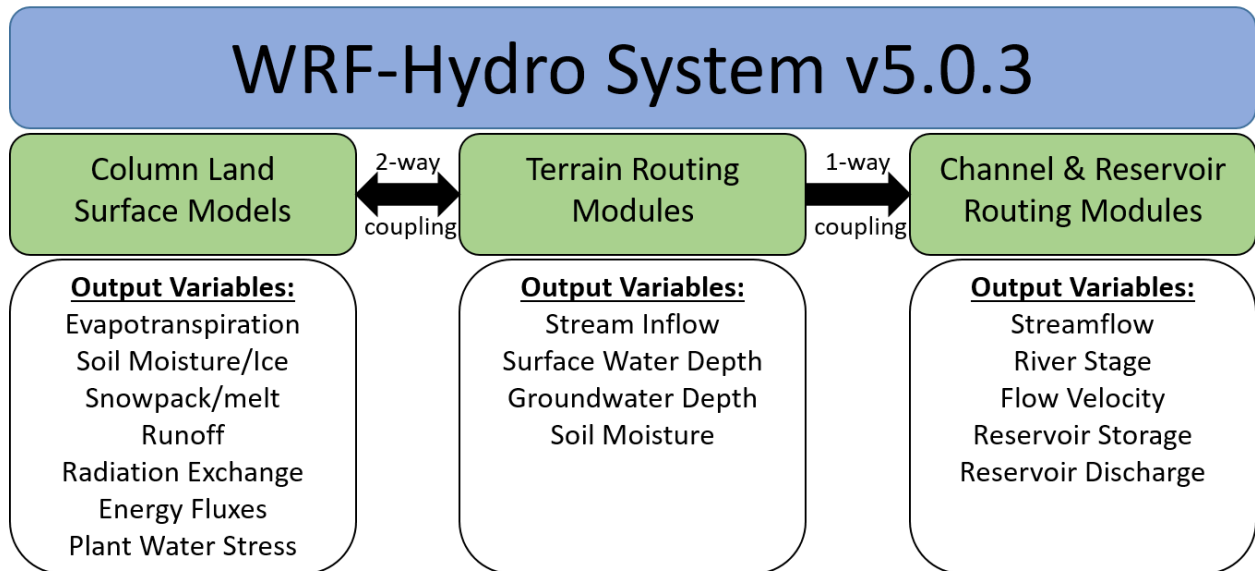 WRF-Hydro System v5.0.3
Column Land
Surface Models
2-way
coupling
Terrain Routing
Modules
1-way
coupling
Channel & Reservoir
Routing Modules
Output Variables:
Evapotranspiration
Soil Moisture/Ice
Snowpack/melt
Runoff
Radiation Exchange
Energy Fluxes
Plant Water Stress
Output Variables:
Stream Inflow
Surface Water Depth
Groundwater Depth
Soil Moisture
Output Variables:
Streamflow
River Stage
Flow Velocity
Reservoir Storage
Reservoir Discharge